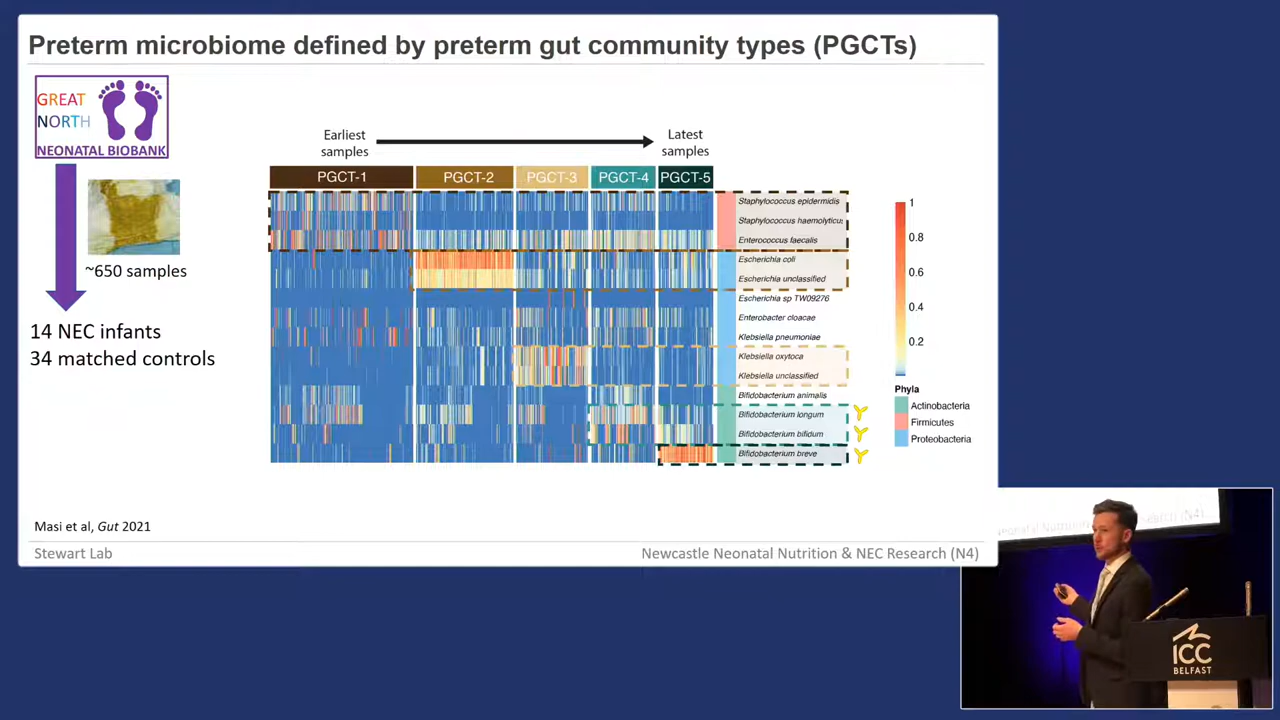 Preterm microbiome defined by preterm gut community types (PGCTs)
GREAT
NORTH
NEONATAL BIOBANK
~650 samples
14 NEC infants
34 matched controls
Earliest
samples
Latest
samples
PGCT-1
PGCT-2
PGCT-3
PGCT-4
PGCT-5
Staphylococcus epidermidis
Staphylococcus haemolyticus
Enterococcus faecalis
Escherichia coli
Escherichia unclassified
Escherichia sp TW09276
Enterobacter cloacae
Klebsiella pneumoniae
Klebsiella oxytoca
Klebsiella unclassified
Bifidobacterium animalis
Bifidobacterium longum
Bifidobacterium bifidum
Bifidobacterium breve
1
0.8
0.6
0.4
0.2
Phyla
Actinobacteria
Firmicutes
Proteobacteria
Masi et al, Gut 2021
Stewart Lab
Newcastle Neonatal Nutrition & NEC Research (N4)
ICC
BELFAST